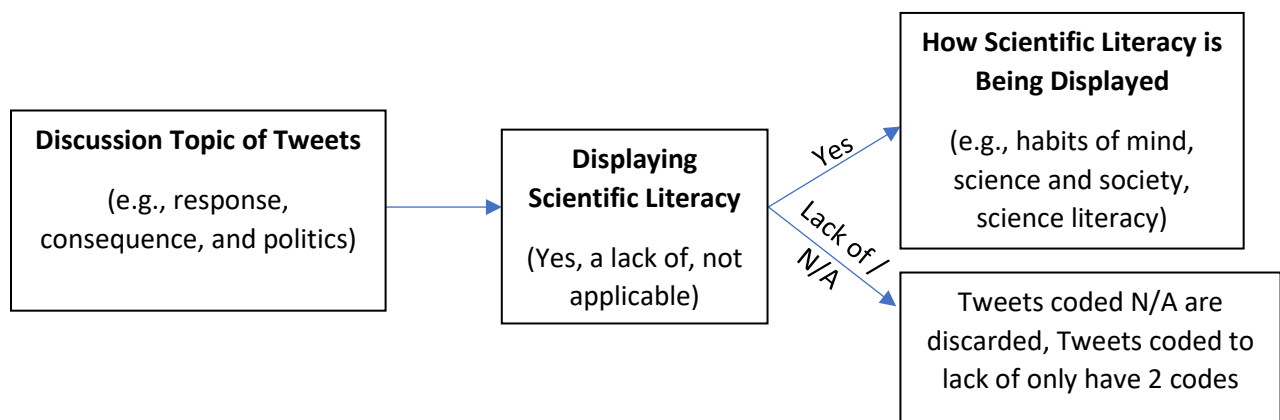 Discussion Topic of Tweets
(e.g., response,
consequence, and politics)
Displaying
Scientific Literacy
(Yes, a lack of, not
applicable)
Yes
Lack of /
N/A
How Scientific Literacy is
Being Displayed
(e.g., habits of mind,
science and society,
science literacy)
Tweets coded N/A are
discarded, Tweets coded to
lack of only have 2 codes